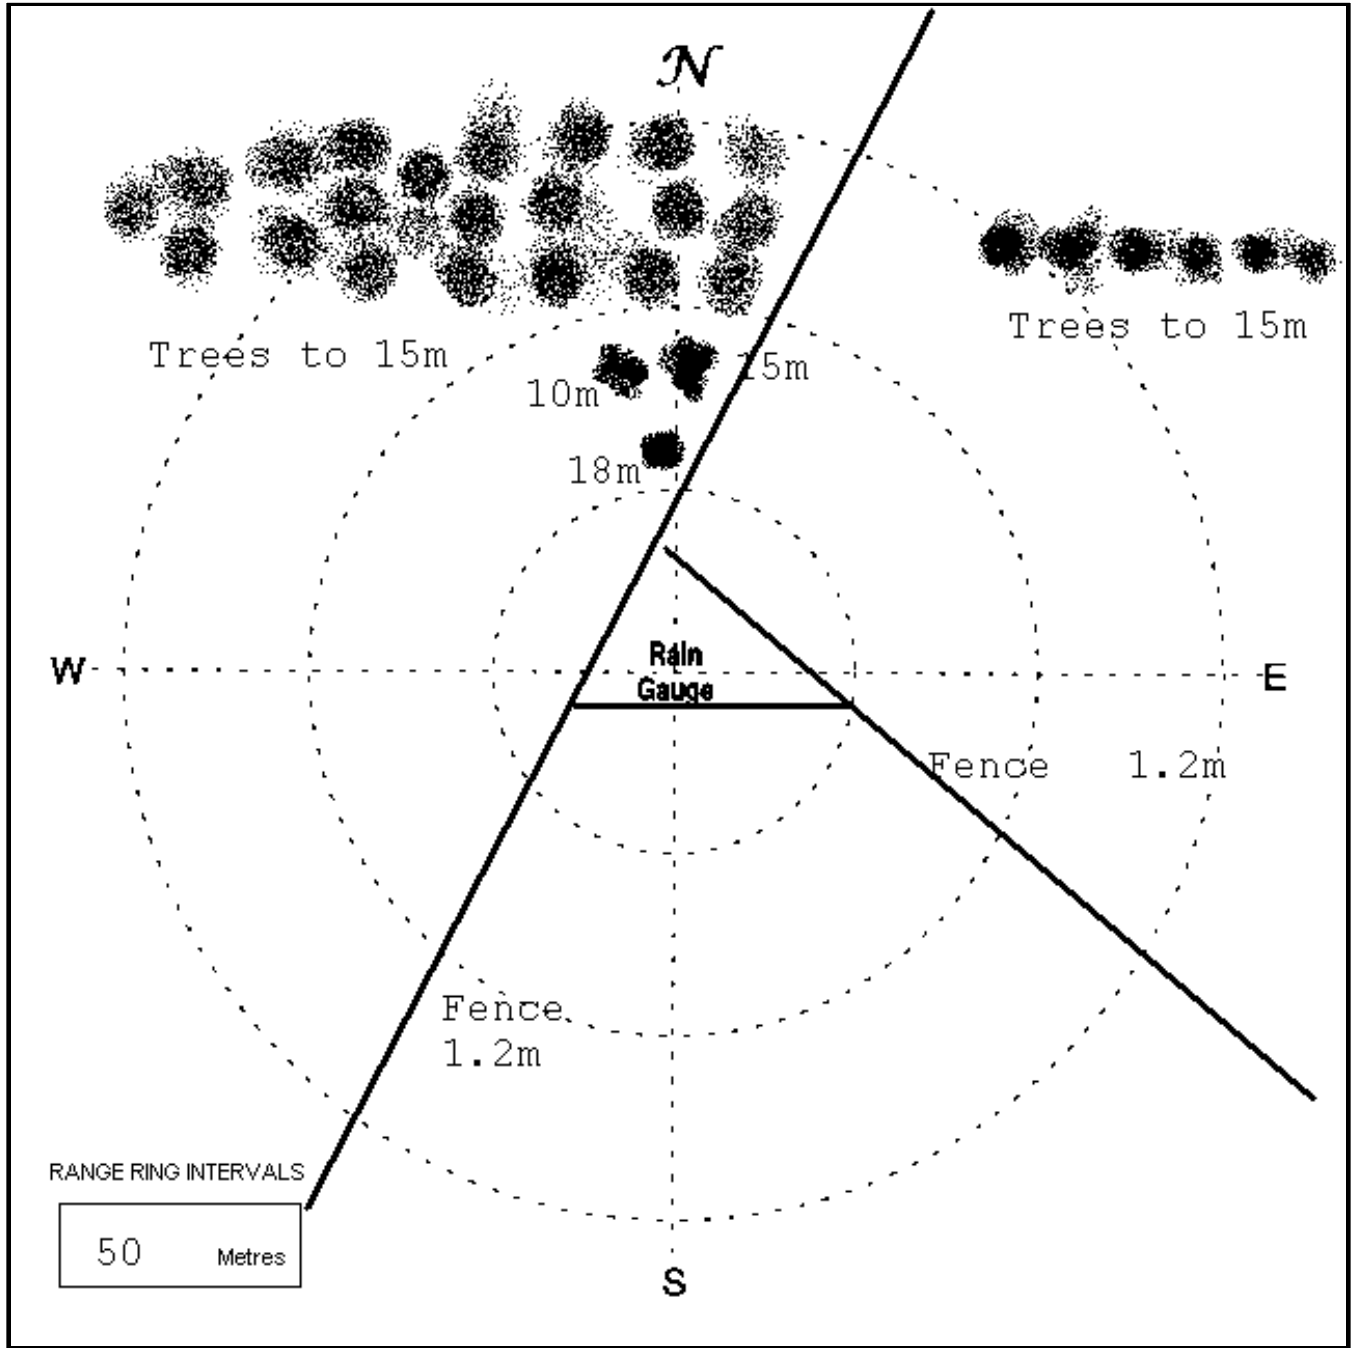 N
Trees to 15m
Trees to 15m
10m
15m
18m
W
Rain
Gauge
E
Fence 1.2m
Fence
1.2m
RANGE RING INTERVALS
50 Metres
S